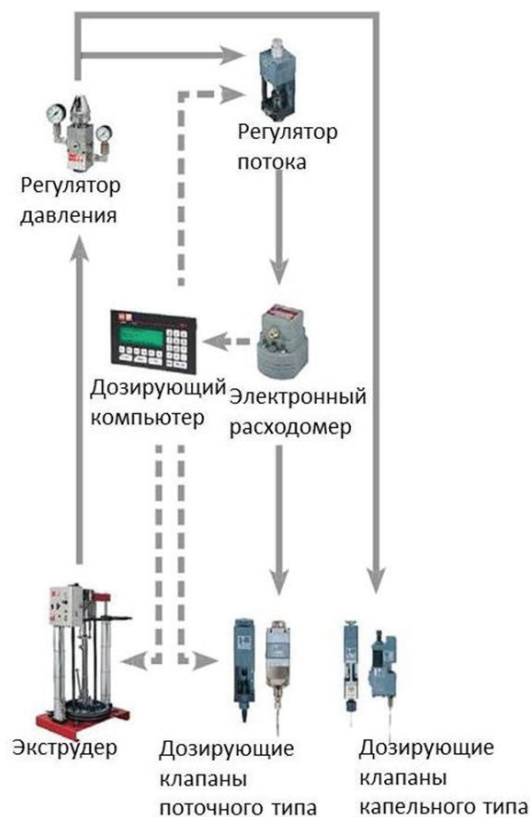 Регулятор
потока
Регулятор
давления
Дозирующий
компьютер
Электронный
расходомер
Экструдер
Дозирующие
клапаны
поточного типа
Дозирующие
клапаны
капельного типа